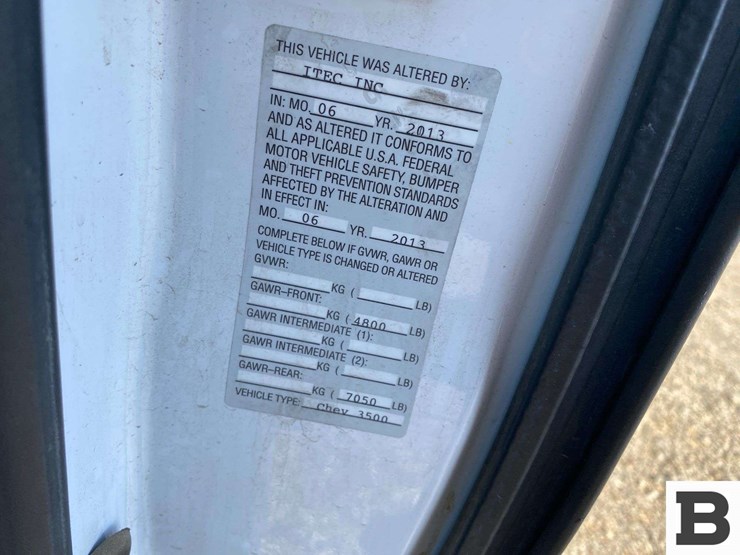 THIS VEHICLE WAS ALTERED BY:
ITEC INC
IN: MO. 06 YR. 2013
AND AS ALTERED IT CONFORMS TO
ALL APPLICABLE U.S.A. FEDERAL
MOTOR VEHICLE SAFETY, BUMPER
AND THEFT PREVENTION STANDARDS
AFFECTED BY THE ALTERATION AND
IN EFFECT IN:
MO. 06 YR. 2013
COMPLETE BELOW IF GVWR, GAWR OR
VEHICLE TYPE IS CHANGED OR ALTERED
GVWR:
KG ( LB)
GAWR–FRONT:
KG ( 4800 LB)
GAWR INTERMEDIATE (1):
KG ( LB)
GAWR INTERMEDIATE (2):
KG ( LB)
GAWR–REAR:
KG ( 7050 LB)
VEHICLE TYPE: Chev 3500
B